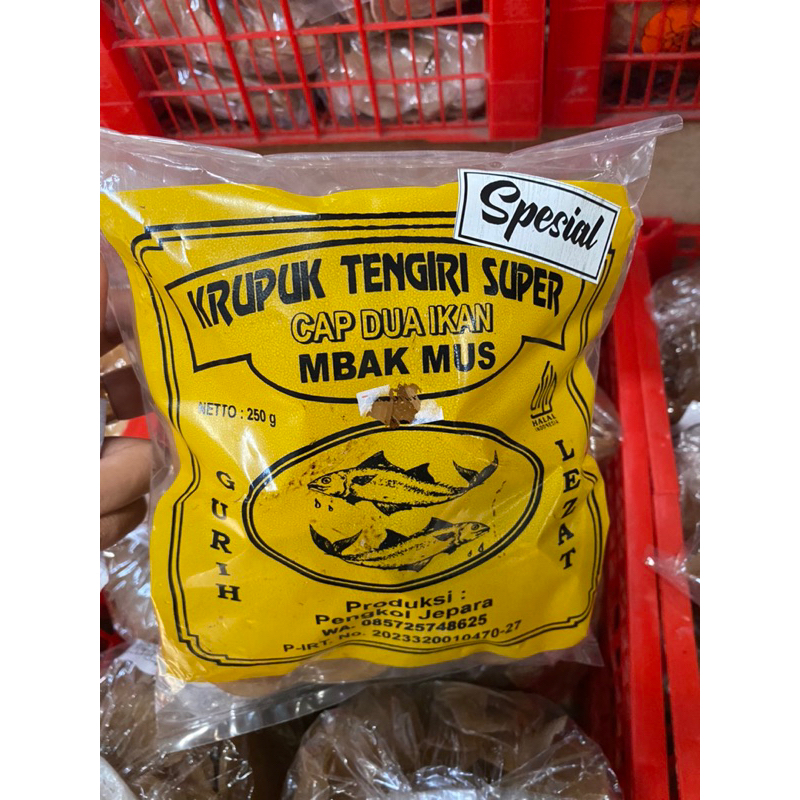 Spesial
KRUPUK TENGIRI SUPER
CAP DUA IKAN
MBAK MUS
NETTO : 250 g
HALAL
INDONESIA
GURIH
LEZAT
Produksi :
Pengkol Jepara
WA. 085725748625
P-IRT. No. 2023320010470-27